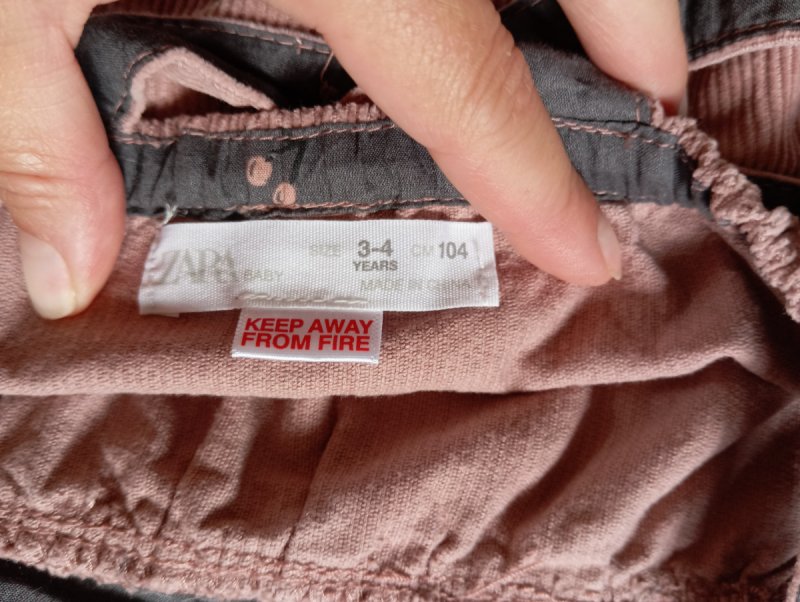 ZARA BABY SIZE 3-4 YEARS CM 104
MADE IN CHINA
KEEP AWAY
FROM FIRE